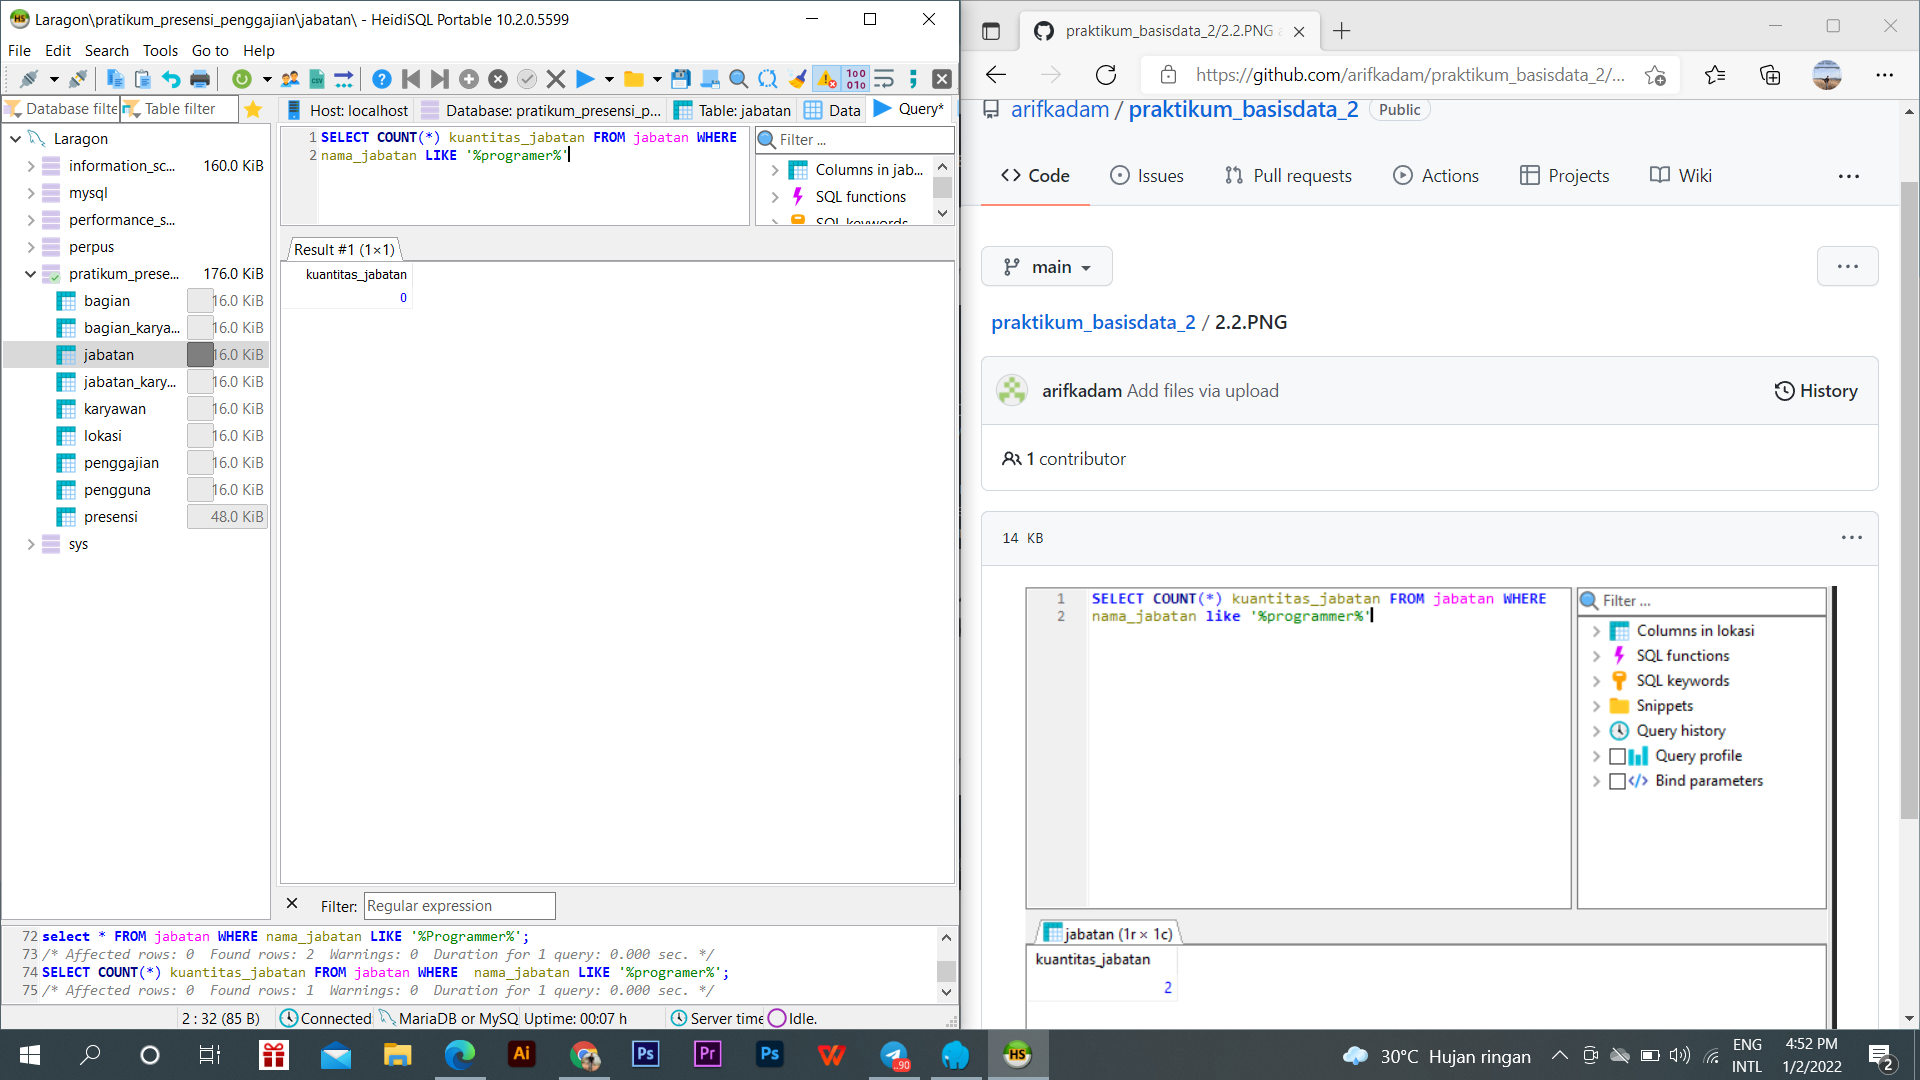 Laragon\pratikum_presensi_penggajian\jabatan\ - HeidiSQL Portable 10.2.0.5599
File Edit Search Tools Go to Help
Database filte
Table filter
Host: localhost
Database: pratikum_presensi_p...
Table: jabatan
Data
Query*
Laragon
information_sc... 160.0 KiB
mysql
performance_s...
perpus
pratikum_prese... 176.0 KiB
bagian 16.0 KiB
bagian_karya... 16.0 KiB
jabatan 16.0 KiB
jabatan_kary... 16.0 KiB
karyawan 16.0 KiB
lokasi 16.0 KiB
penggajian 16.0 KiB
pengguna 16.0 KiB
presensi 48.0 KiB
sys
1 SELECT COUNT(*) kuantitas_jabatan FROM jabatan WHERE
2 nama_jabatan LIKE '%programer%'
Filter ...
Columns in jab...
SQL functions
SQL keywords
Result #1 (1×1)
kuantitas_jabatan
0
Filter: Regular expression
72 select * FROM jabatan WHERE nama_jabatan LIKE '%Programmer%';
73 /* Affected rows: 0 Found rows: 2 Warnings: 0 Duration for 1 query: 0.000 sec. */
74 SELECT COUNT(*) kuantitas_jabatan FROM jabatan WHERE nama_jabatan LIKE '%programer%';
75 /* Affected rows: 0 Found rows: 1 Warnings: 0 Duration for 1 query: 0.000 sec. */
2 : 32 (85 B) Connected MariaDB or MySQ Uptime: 00:07 h Server time Idle.
praktikum_basisdata_2/2.2.PNG
https://github.com/arifkadam/praktikum_basisdata_2/...
arifkadam / praktikum_basisdata_2 Public
Code Issues Pull requests Actions Projects Wiki
main
praktikum_basisdata_2 / 2.2.PNG
arifkadam Add files via upload
History
1 contributor
14 KB
1 SELECT COUNT(*) kuantitas_jabatan FROM jabatan WHERE
2 nama_jabatan like '%programmer%'
Filter ...
Columns in lokasi
SQL functions
SQL keywords
Snippets
Query history
Query profile
Bind parameters
jabatan (1r × 1c)
kuantitas_jabatan
2
30°C Hujan ringan
ENG
INTL
4:52 PM
1/2/2022
2
Ai
Ps
Pr
Ps
..90
HS